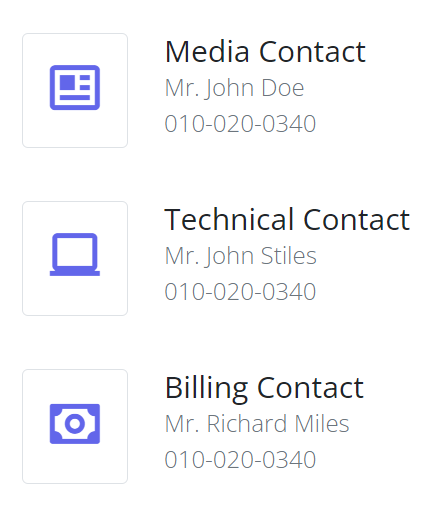 Media Contact
Mr. John Doe
010-020-0340
Technical Contact
Mr. John Stiles
010-020-0340
Billing Contact
Mr. Richard Miles
010-020-0340